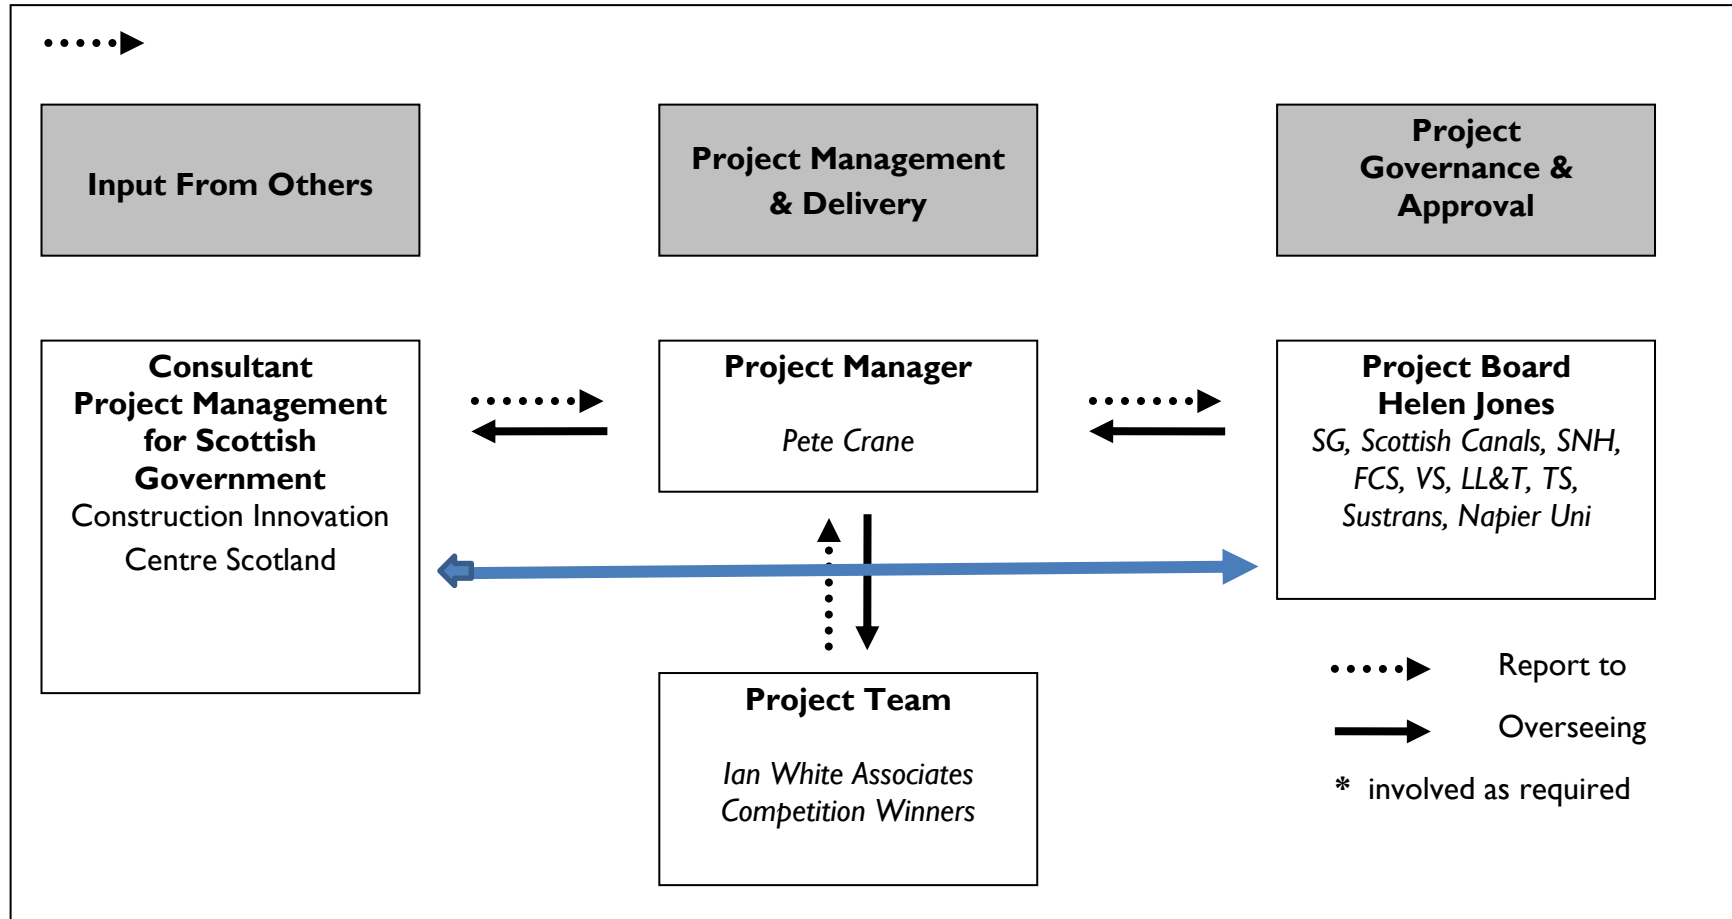 Input From Others
Project Management
& Delivery
Project
Governance &
Approval
Consultant
Project Management
for Scottish
Government
Construction Innovation
Centre Scotland
Project Manager
Pete Crane
Project Board
Helen Jones
SG, Scottish Canals, SNH,
FCS, VS, LL&T, TS,
Sustrans, Napier Uni
Project Team
Ian White Associates
Competition Winners
Report to
Overseeing
* involved as required